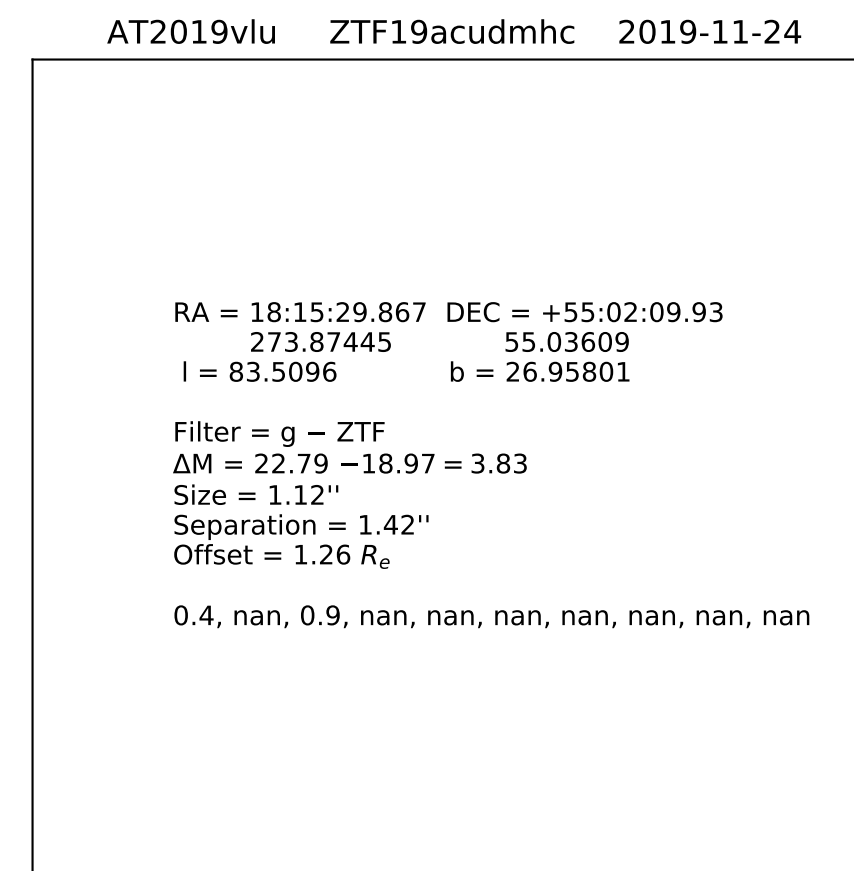 AT2019vlu ZTF19acudmhc 2019-11-24
RA = 18:15:29.867 DEC = +55:02:09.93
273.87445 55.03609
l = 83.5096 b = 26.95801
Filter = g − ZTF
ΔM = 22.79 −18.97 = 3.83
Size = 1.12''
Separation = 1.42''
Offset = 1.26 Rₑ
0.4, nan, 0.9, nan, nan, nan, nan, nan, nan, nan